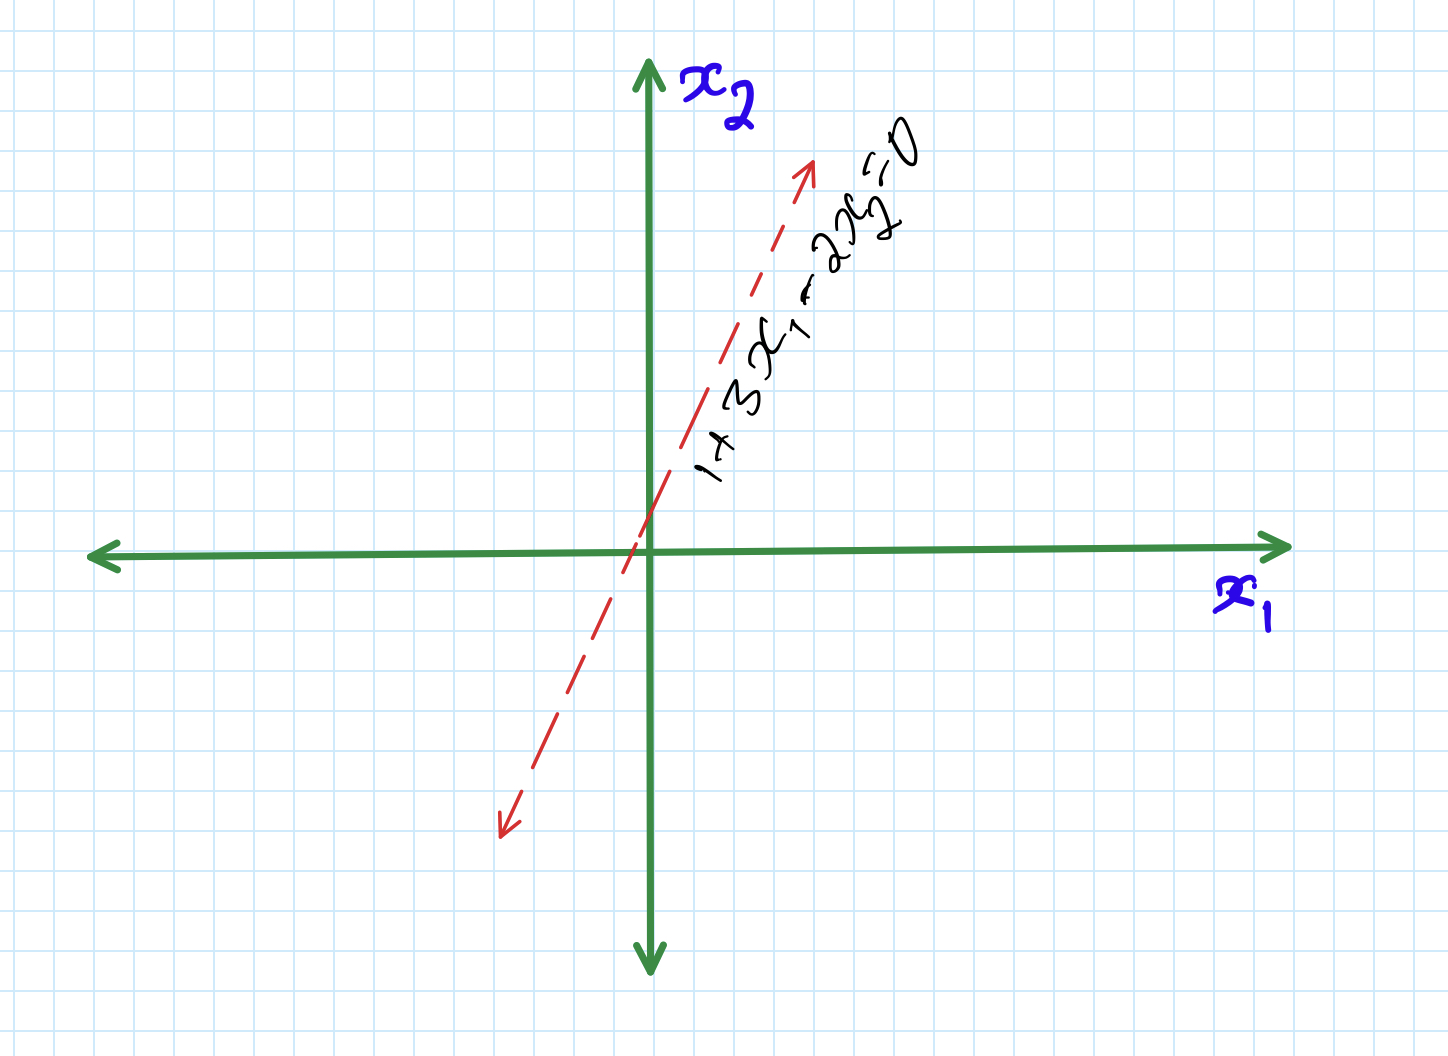 x₂
1 + 3x₁ - 2x₂ = 0
x₁